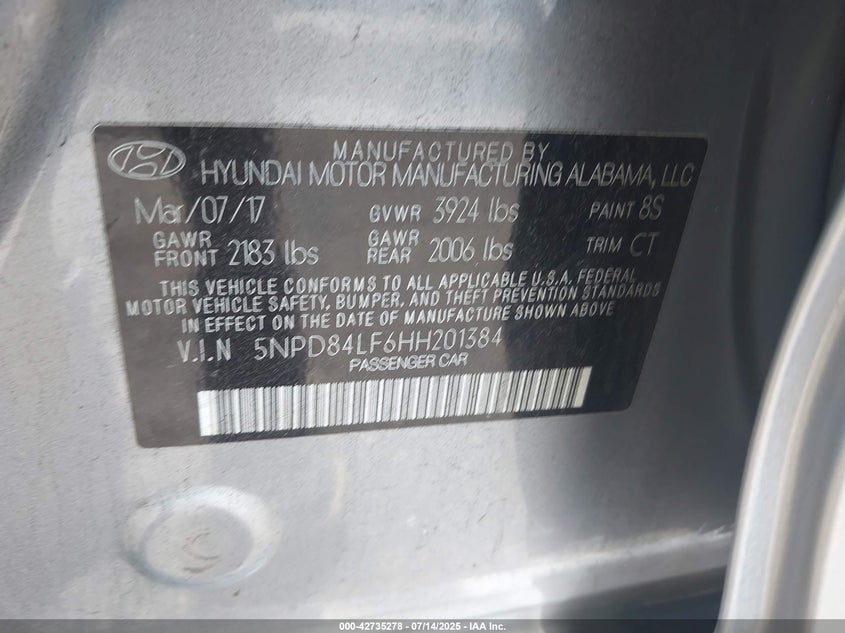 MANUFACTURED BY
HYUNDAI MOTOR MANUFACTURING ALABAMA, LLC
Mar/07/17 GVWR 3924 lbs PAINT 8S
GAWR FRONT 2183 lbs GAWR REAR 2006 lbs TRIM CT
THIS VEHICLE CONFORMS TO ALL APPLICABLE U.S.A. FEDERAL
MOTOR VEHICLE SAFETY, BUMPER, AND THEFT PREVENTION STANDARDS
IN EFFECT ON THE DATE OF MANUFACTURE SHOWN ABOVE
V.I.N 5NPD84LF6HH201384
PASSENGER CAR
000-42735278 - 07/14/2025 - IAA Inc.